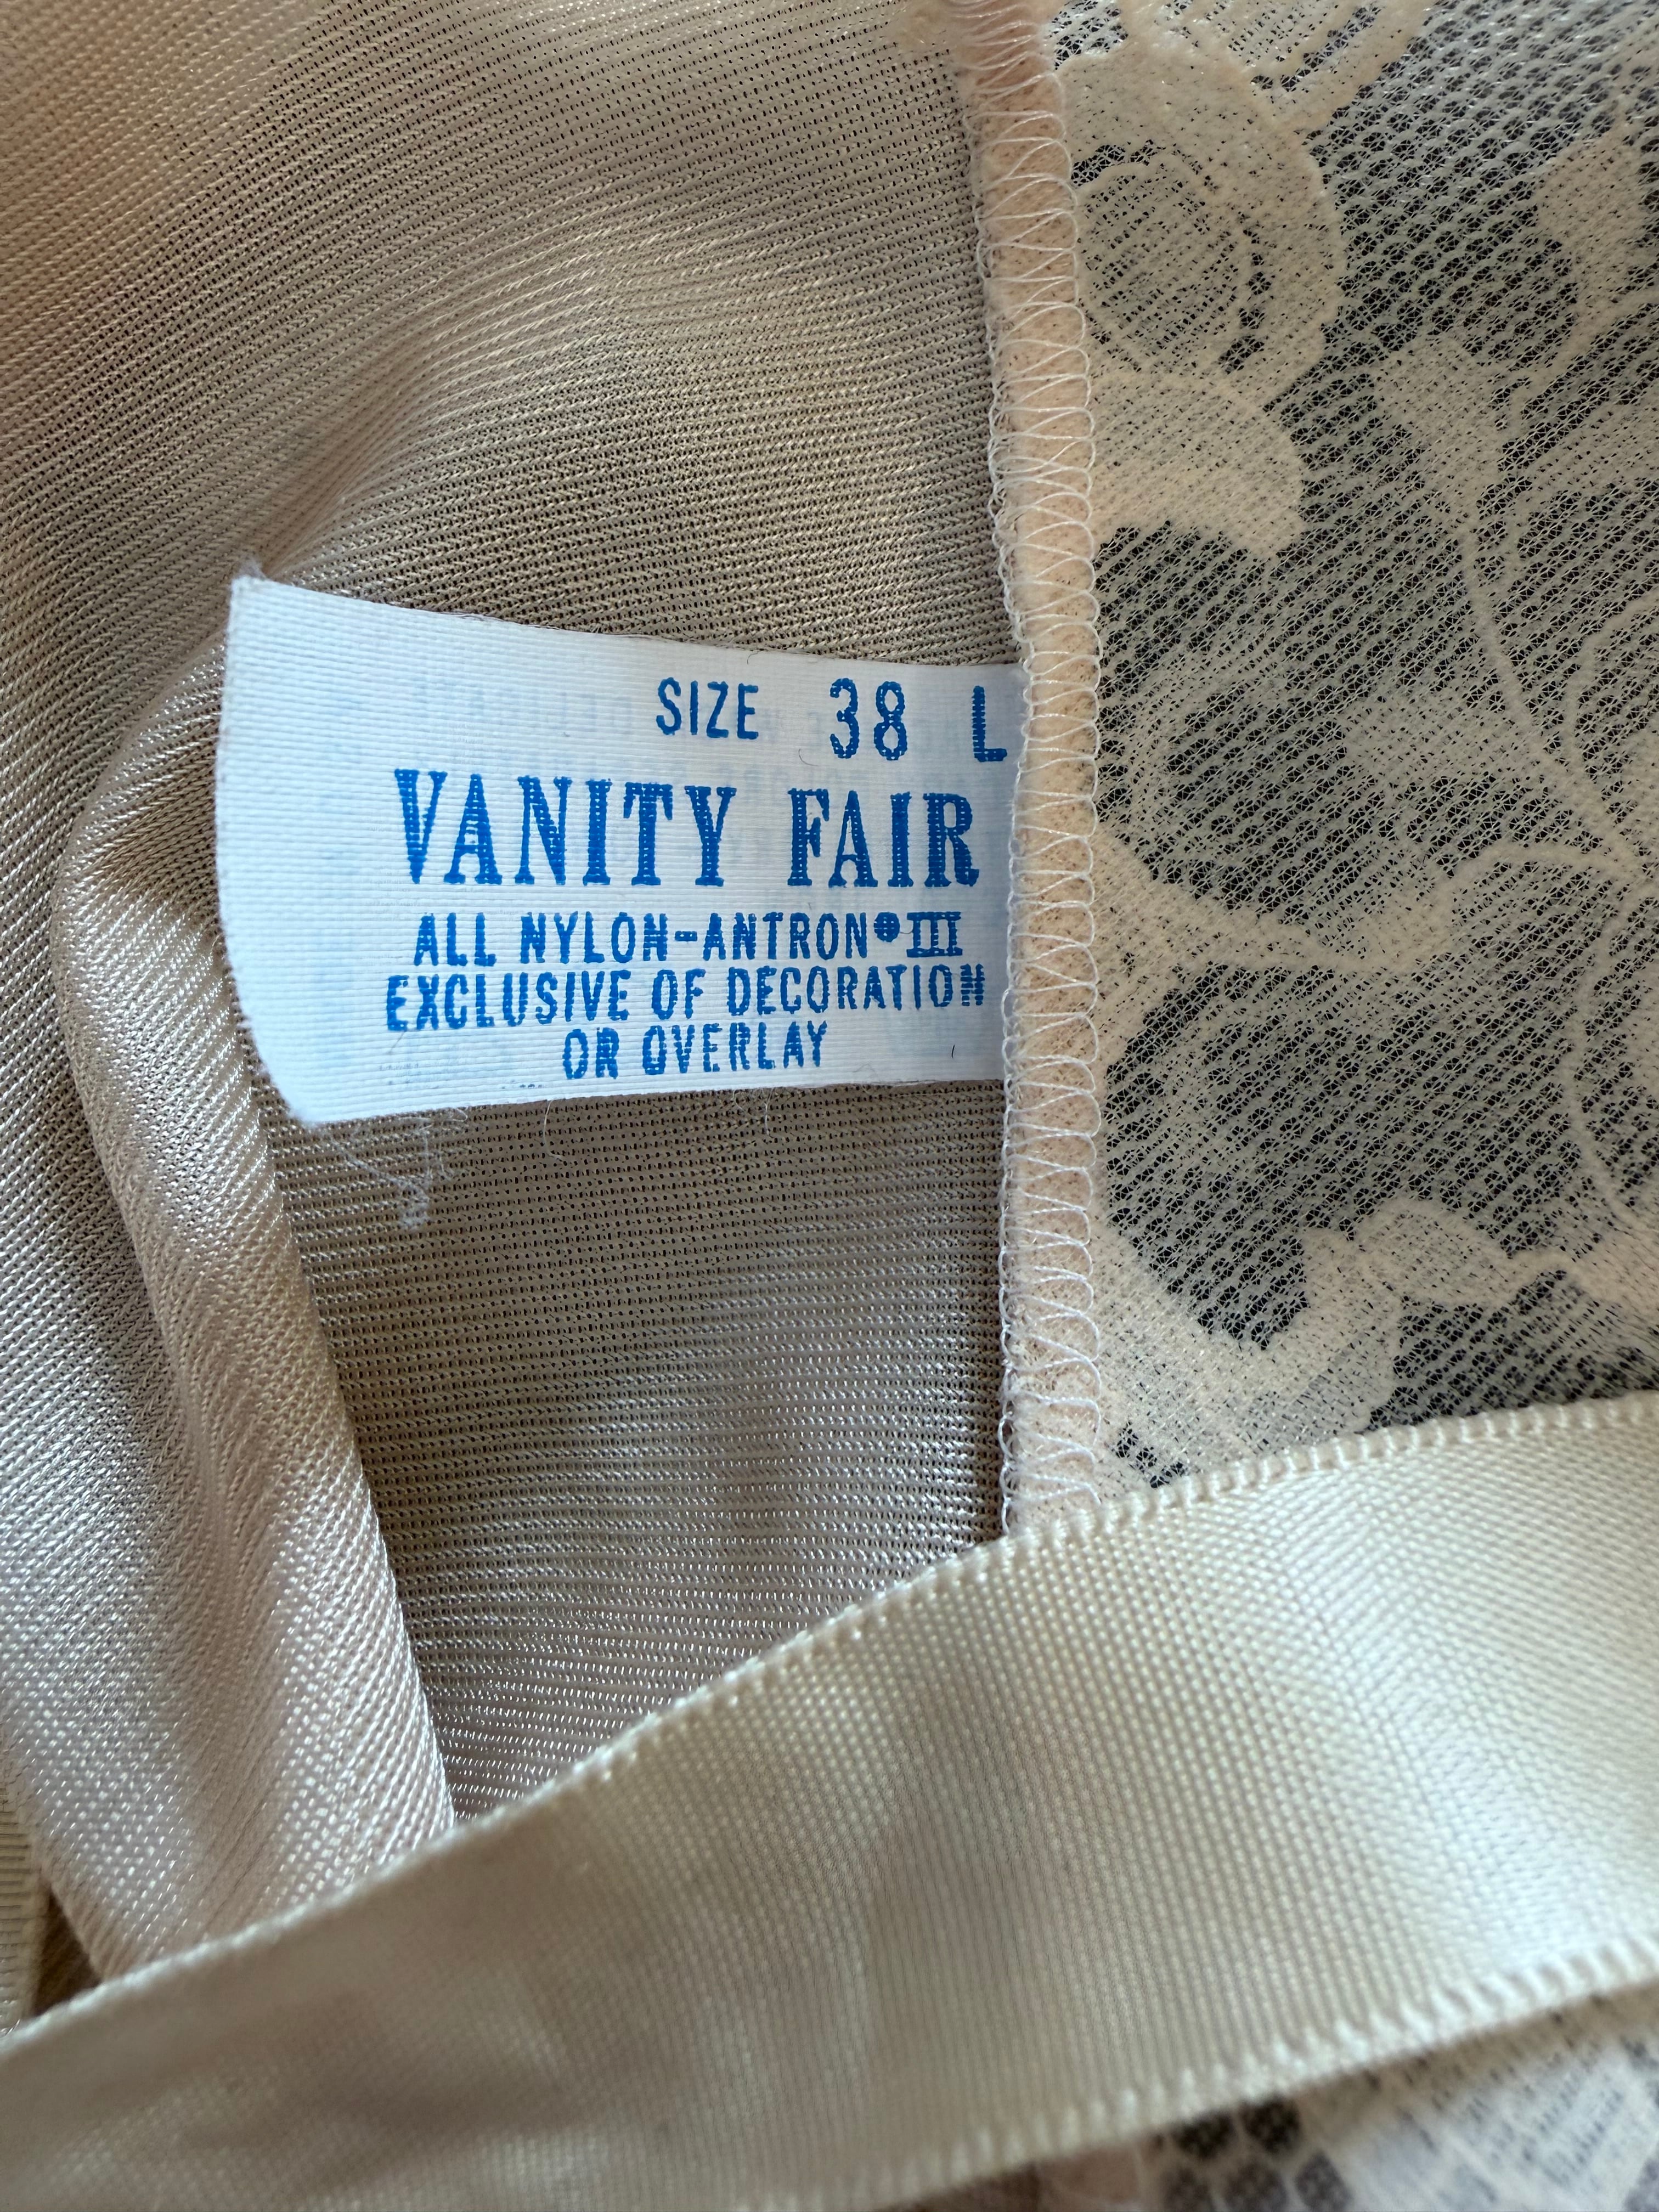 SIZE 38 L
VANITY FAIR
ALL NYLON-ANTRON® III
EXCLUSIVE OF DECORATION
OR OVERLAY